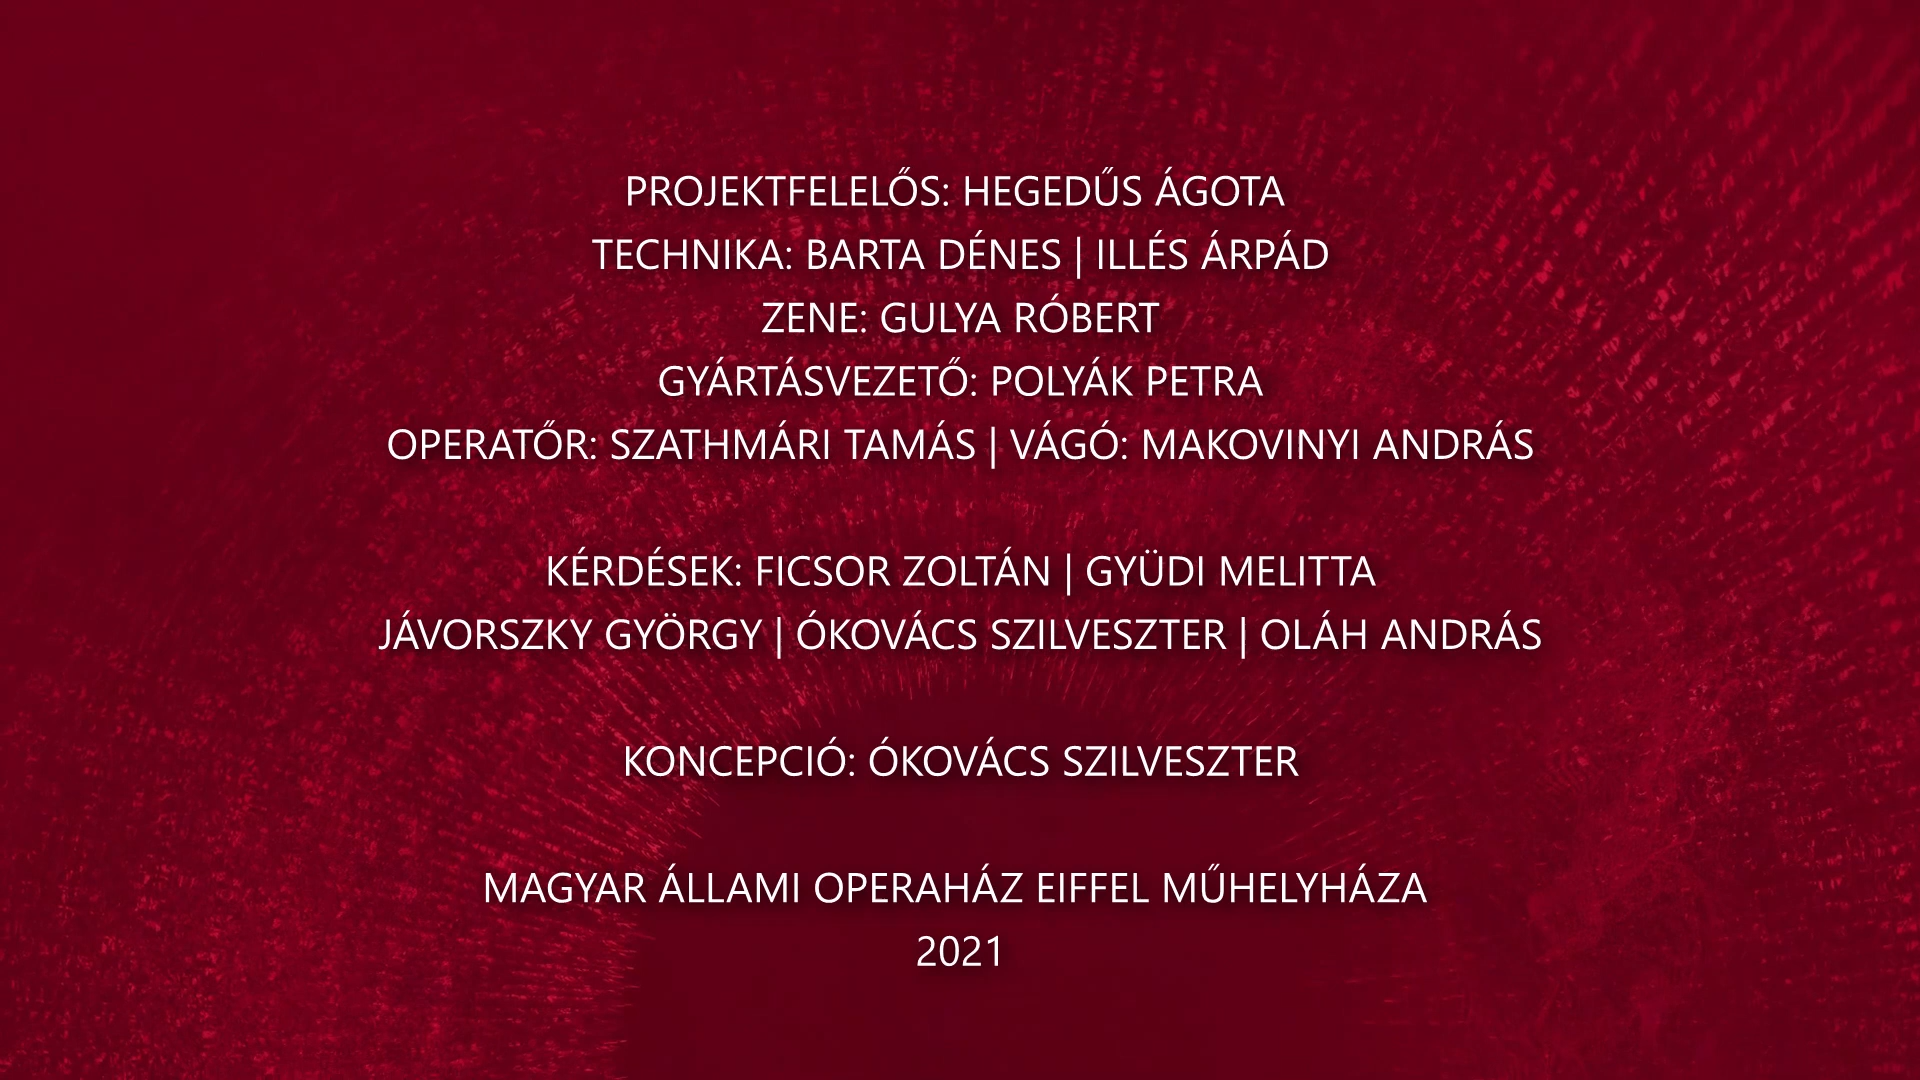 PROJEKTFELELŐS: HEGEDŰS ÁGOTA
TECHNIKA: BARTA DÉNES | ILLÉS ÁRPÁD
ZENE: GULYA RÓBERT
GYÁRTÁSVEZETŐ: POLYÁK PETRA
OPERATŐR: SZATHMÁRI TAMÁS | VÁGÓ: MAKOVINYI ANDRÁS
KÉRDÉSEK: FICSOR ZOLTÁN | GYÜDI MELITTA
JÁVORSZKY GYÖRGY | ÓKOVÁCS SZILVESZTER | OLÁH ANDRÁS
KONCEPCIÓ: ÓKOVÁCS SZILVESZTER
MAGYAR ÁLLAMI OPERAHÁZ EIFFEL MŰHELYHÁZA
2021